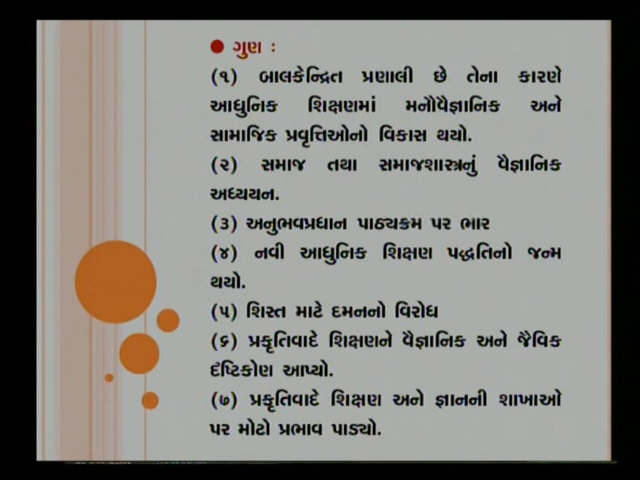 ગુણ :
(૧) બાલકેન્દ્રિત પ્રણાલી છે તેના કારણે
આધુનિક શિક્ષણમાં મનૌવૈજ્ઞાનિક અને
સામાજિક પ્રવૃત્તિઓનો વિકાસ થયો.
(૨) સમાજ તથા સમાજશાસ્ત્રનું વૈજ્ઞાનિક
અધ્યયન.
(૩) અનુભવપ્રધાન પાઠ્યક્રમ પર ભાર
(૪) નવી આધુનિક શિક્ષણ પદ્ધતિનો જન્મ
થયો.
(૫) શિસ્ત માટે દમનનો વિરોધ
(૬) પ્રકૃતિવાદે શિક્ષણને વૈજ્ઞાનિક અને જૈવિક
દૃષ્ટિકોણ આપ્યો.
(૭) પ્રકૃતિવાદે શિક્ષણ અને જ્ઞાનની શાખાઓ
પર મોટો પ્રભાવ પાડ્યો.